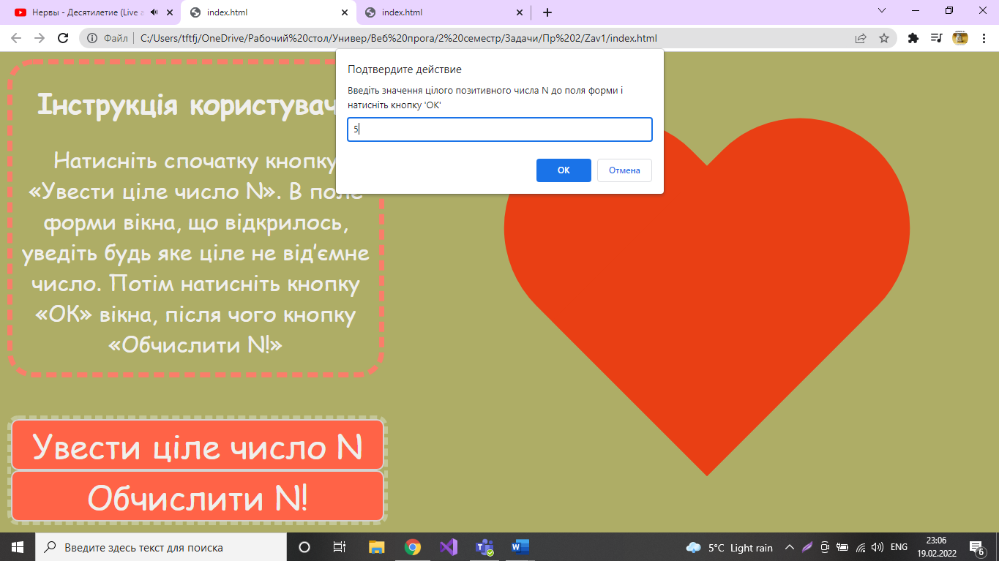 Нервы - Десятилетие (Live a
index.html
index.html
Файл
C:/Users/tftfj/OneDrive/Рабочий%20стол/Универ/Веб%20прога/2%20семестр/Задачи/Пр%202/Zav1/index.html
Подтвердите действие
Введіть значення цілого позитивного числа N до поля форми і
натисніть кнопку 'OK'
5
ОК
Отмена
Інструкція користувач
Натисніть спочатку кнопку
«Увести ціле число N». В поле
форми вікна, що відкрилось,
уведіть будь яке ціле не від’ємне
число. Потім натисніть кнопку
«ОК» вікна, після чого кнопку
«Обчислити N!»
Увести ціле число N
Обчислити N!
Введите здесь текст для поиска
5°C Light rain
ENG
23:06
19.02.2022
6